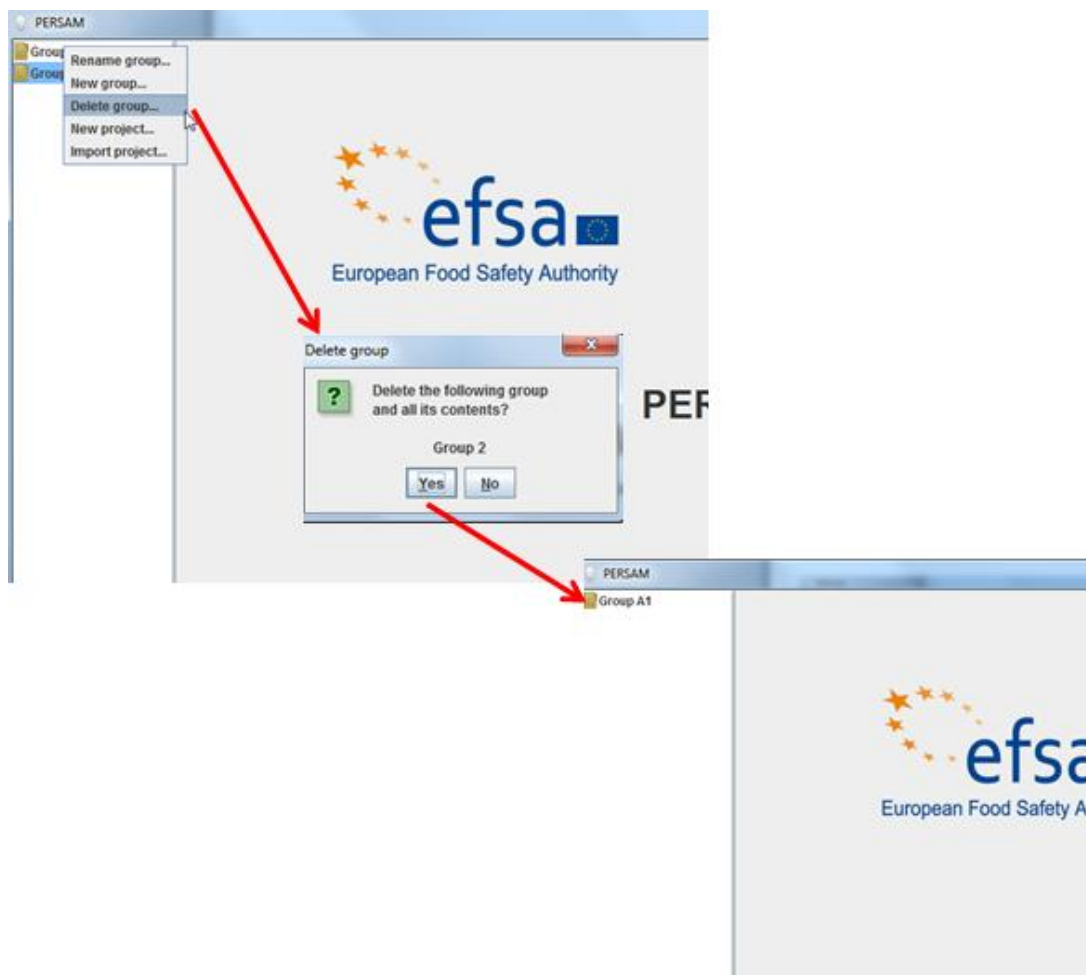 PERSAM
Group
Group
Rename group...
New group...
Delete group...
New project...
Import project...
efsa
European Food Safety Authority
Delete group
?
Delete the following group
and all its contents?
Group 2
Yes No
PER
PERSAM
Group A1
efsa
European Food Safety A